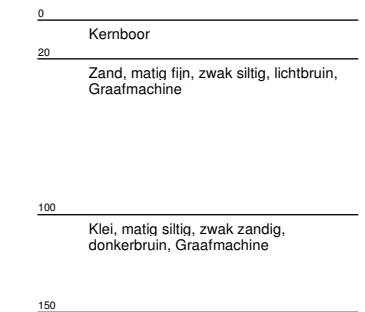 0
Kernboor
20
Zand, matig fijn, zwak siltig, lichtbruin,
Graafmachine
100
Klei, matig siltig, zwak zandig,
donkerbruin, Graafmachine
150